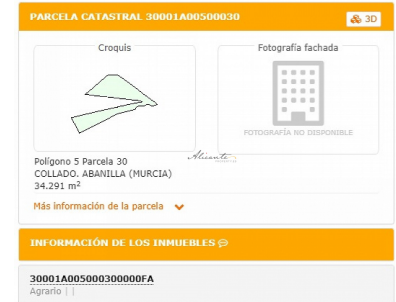 PARCELA CATASTRAL 30001A00500030
3D
Croquis
Fotografía fachada
FOTOGRAFÍA NO DISPONIBLE
Alicante
Polígono 5 Parcela 30
COLLADO. ABANILLA (MURCIA)
34.291 m²
Más información de la parcela
INFORMACIÓN DE LOS INMUEBLES
30001A005000300000FA
Agrario | |